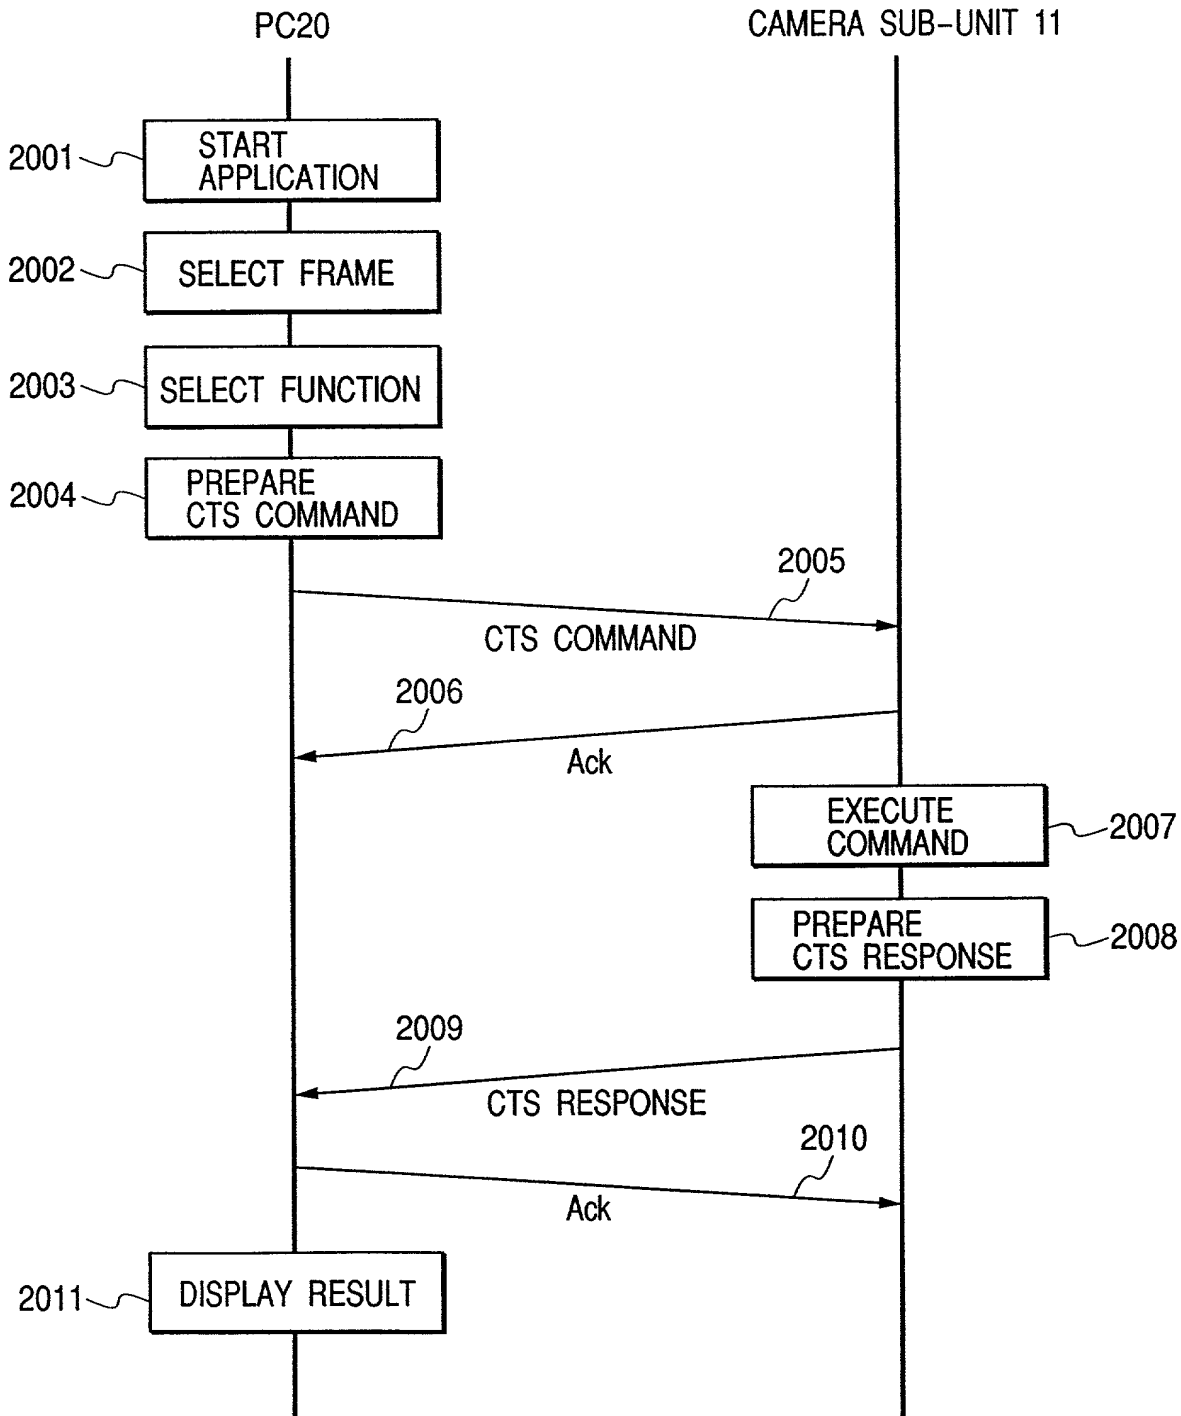 PC20
CAMERA SUB-UNIT 11
2001
START
APPLICATION
2002
SELECT FRAME
2003
SELECT FUNCTION
2004
PREPARE
CTS COMMAND
2005
CTS COMMAND
2006
Ack
EXECUTE
COMMAND
2007
PREPARE
CTS RESPONSE
2008
2009
CTS RESPONSE
2010
Ack
2011
DISPLAY RESULT